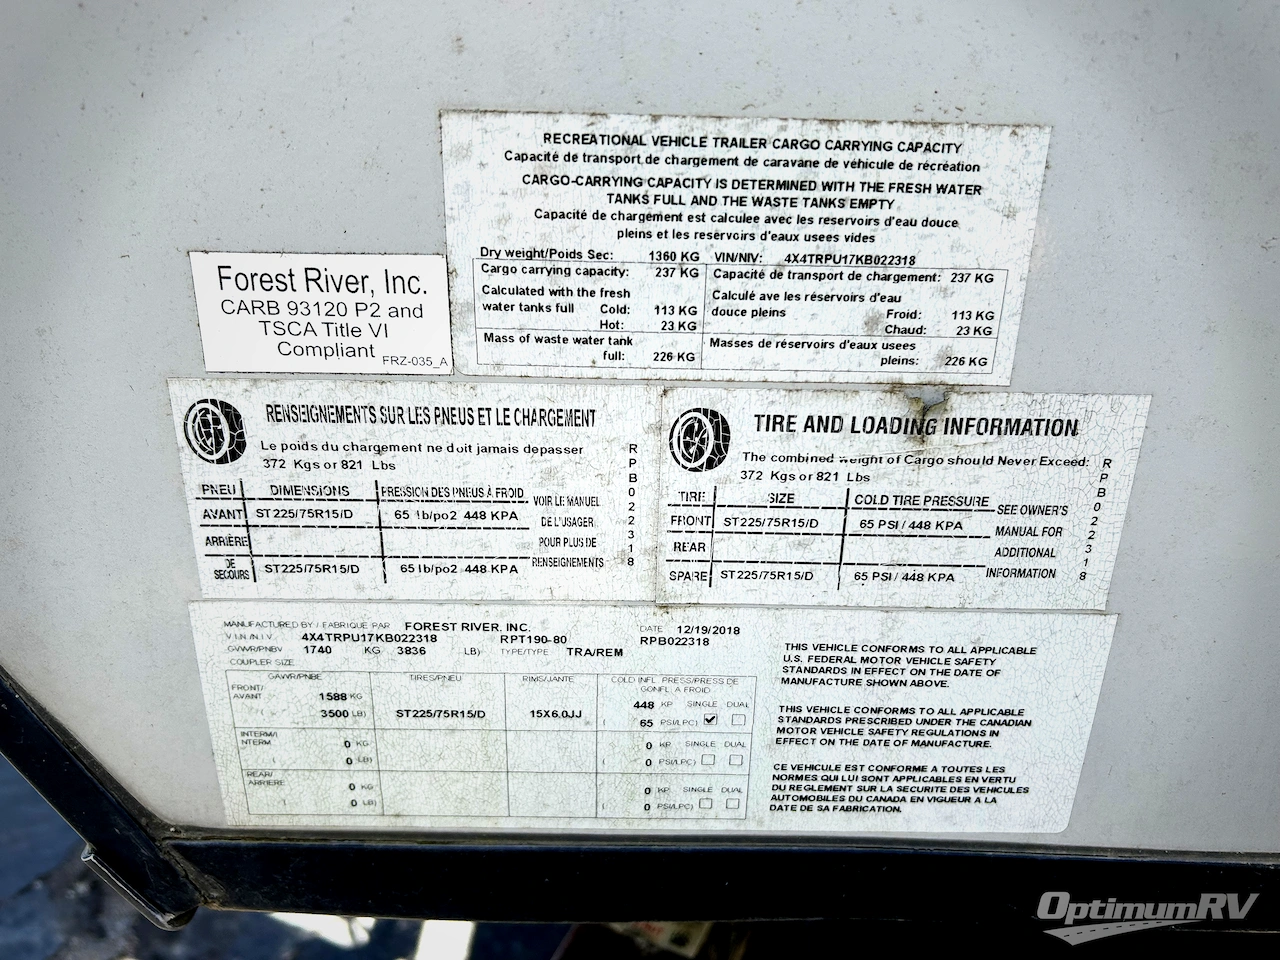 RECREATIONAL VEHICLE TRAILER CARGO CARRYING CAPACITY
Capacité de transport de chargement de caravane de véhicule de récréation
CARGO-CARRYING CAPACITY IS DETERMINED WITH THE FRESH WATER
TANKS FULL AND THE WASTE TANKS EMPTY
Capacité de chargement est calculee avec les reservoirs d'eau douce
pleins et les reservoirs d'eaux usees vides
Dry weight/Poids Sec: 1360 KG VIN/NIV: 4X4TRPU17KB022318
Cargo carrying capacity: 237 KG Capacité de transport de chargement: 237 KG
Calculated with the fresh Calculé ave les réservoirs d'eau
water tanks full Cold: 113 KG douce pleins Froid: 113 KG
Hot: 23 KG Chaud: 23 KG
Mass of waste water tank Masses de réservoirs d'eaux usees
full: 226 KG pleins: 226 KG
Forest River, Inc.
CARB 93120 P2 and
TSCA Title VI
Compliant FRZ-035_A
RENSEIGNEMENTS SUR LES PNEUS ET LE CHARGEMENT
Le poids du chargement ne doit jamais depasser
372 Kgs or 821 Lbs
PNEU DIMENSIONS PRESSION DES PNEUS À FROID VOIR LE MANUEL
AVANT ST225/75R15/D 65 lb/po2 448 KPA DE L'USAGER
ARRIÈRE POUR PLUS DE
DE SECOURS ST225/75R15/D 65 lb/po2 448 KPA RENSEIGNEMENTS
RPB022318
TIRE AND LOADING INFORMATION
The combined weight of Cargo should Never Exceed:
372 Kgs or 821 Lbs
TIRE SIZE COLD TIRE PRESSURE SEE OWNER'S
FRONT ST225/75R15/D 65 PSI / 448 KPA MANUAL FOR
REAR ADDITIONAL
SPARE ST225/75R15/D 65 PSI / 448 KPA INFORMATION
RPB022318
MANUFACTURED BY / FABRIQUE PAR FOREST RIVER, INC. DATE 12/19/2018
V.I.N./N.I.V. 4X4TRPU17KB022318 RPT190-80 RPB022318
GVWR/PNBV 1740 KG 3836 LB) TYPE/TYPE TRA/REM
COUPLER SIZE
GAWR/PNBE TIRES/PNEU RIMS/JANTE COLD INFL. PRESS/PRESS DE GONFL. A FROID
FRONT/ AVANT 1588 KG 448 KP SINGLE DUAL
3500 LB) ST225/75R15/D 15X6.0JJ ( 65 PSI/LPC)
INTERM/ INTERM 0 KG 0 KP SINGLE DUAL
( 0 LB) ( 0 PSI/LPC)
REAR/ ARRIERE 0 KG 0 KP SINGLE DUAL
( 0 LB) ( 0 PSI/LPC)
THIS VEHICLE CONFORMS TO ALL APPLICABLE
U.S. FEDERAL MOTOR VEHICLE SAFETY
STANDARDS IN EFFECT ON THE DATE OF
MANUFACTURE SHOWN ABOVE.
THIS VEHICLE CONFORMS TO ALL APPLICABLE
STANDARDS PRESCRIBED UNDER THE CANADIAN
MOTOR VEHICLE SAFETY REGULATIONS IN
EFFECT ON THE DATE OF MANUFACTURE.
CE VEHICULE EST CONFORME A TOUTES LES
NORMES QUI LUI SONT APPLICABLES EN VERTU
DU REGLEMENT SUR LA SECURITE DES VEHICULES
AUTOMOBILES DU CANADA EN VIGUEUR A LA
DATE DE SA FABRICATION.
OptimumRV